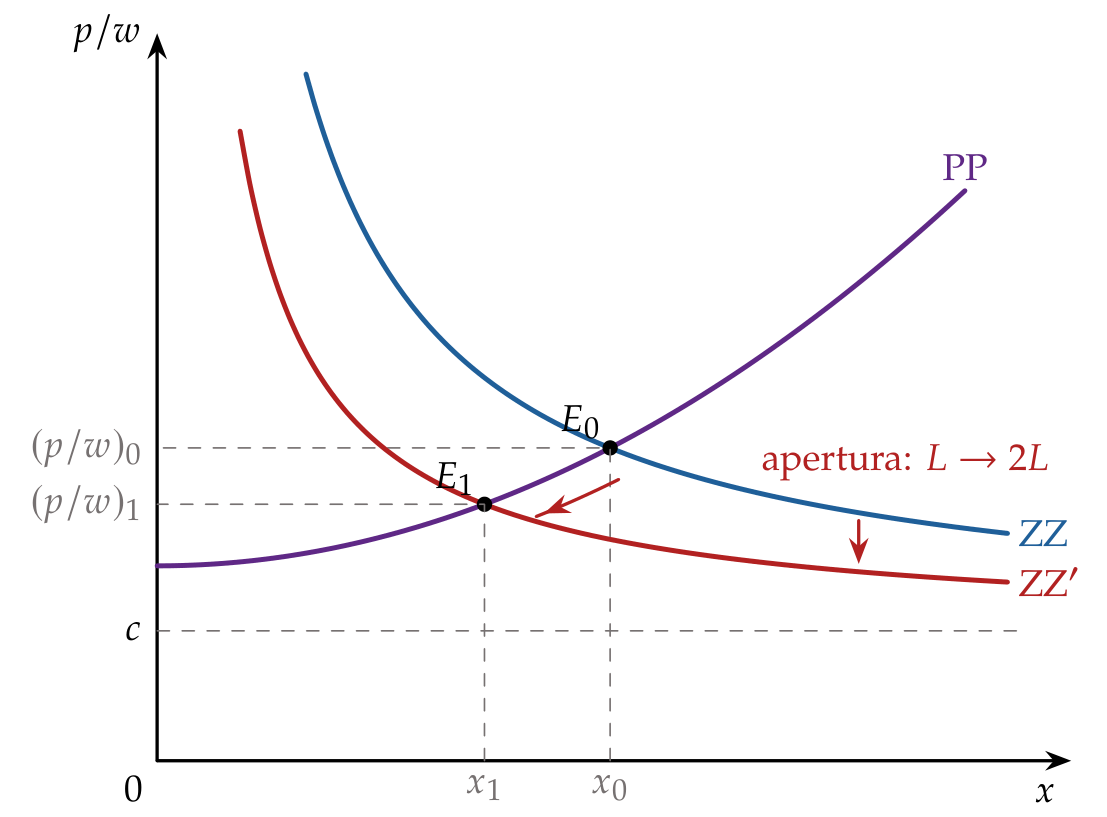 p/w
PP
E₀
(p/w)₀
apertura: L → 2L
E₁
(p/w)₁
ZZ
ZZ′
c
0
x₁
x₀
x